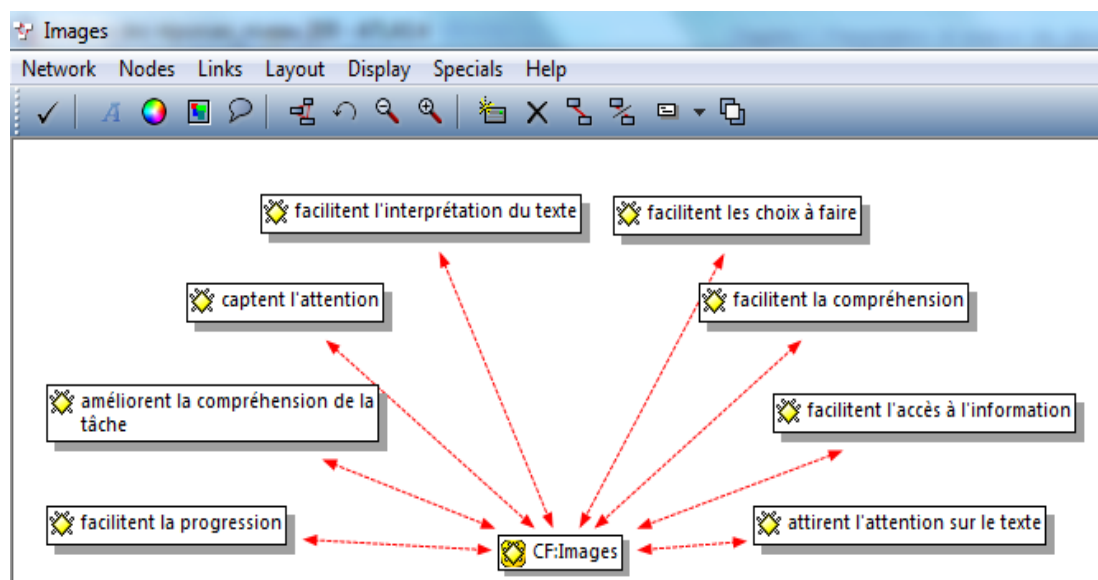 Images
Network Nodes Links Layout Display Specials Help
facilitent l'interprétation du texte
facilitent les choix à faire
captent l'attention
facilitent la compréhension
améliorent la compréhension de la
tâche
facilitent l'accès à l'information
facilitent la progression
attirent l'attention sur le texte
CF:Images